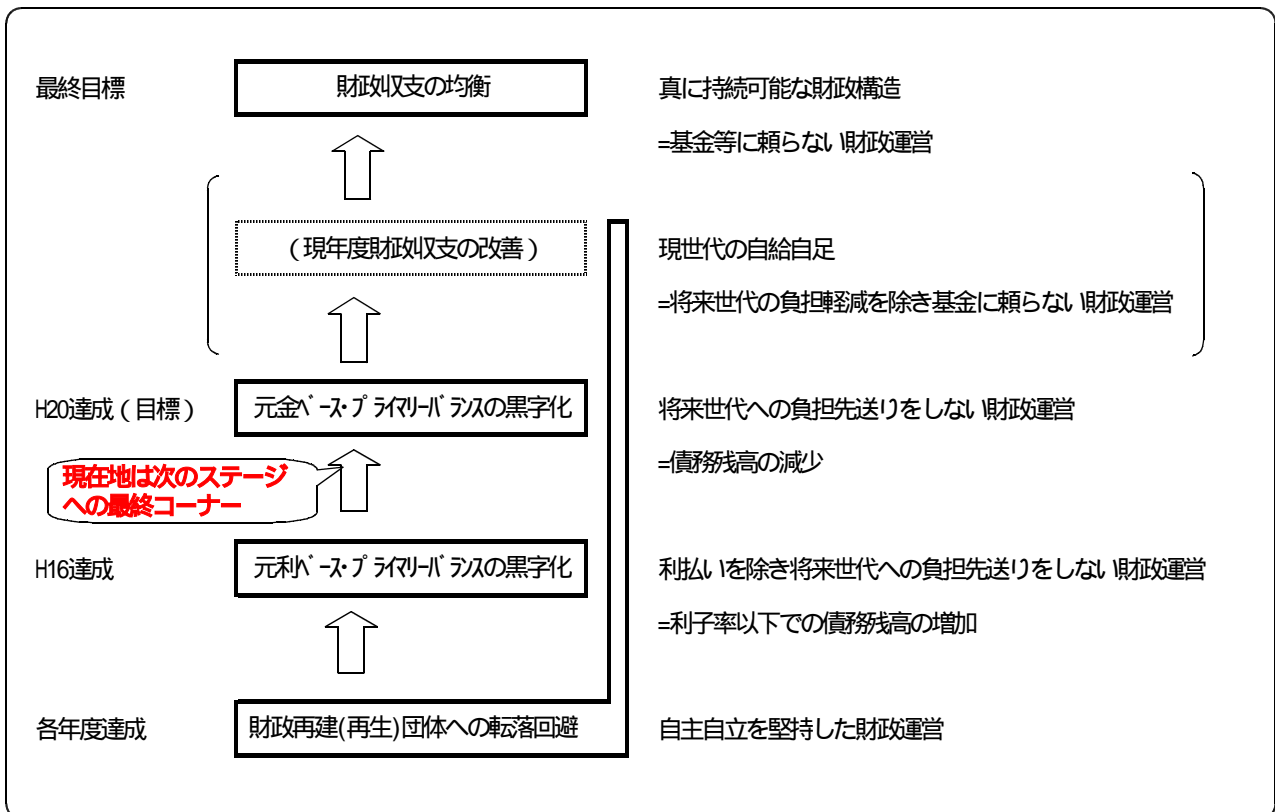 最終目標 財政収支の均衡 真に持続可能な財政構造
=基金等に頼らない財政運営
(現年度財政収支の改善) 現世代の自給自足
=将来世代の負担軽減を除き基金に頼らない財政運営
H20達成(目標) 元金ベース・プライマリーバランスの黒字化 将来世代への負担先送りをしない財政運営
=債務残高の減少
現在地は次のステージ
への最終コーナー
H16達成 元利ベース・プライマリーバランスの黒字化 利払いを除き将来世代への負担先送りをしない財政運営
=利子率以下での債務残高の増加
各年度達成 財政再建(再生)団体への転落回避 自主自立を堅持した財政運営